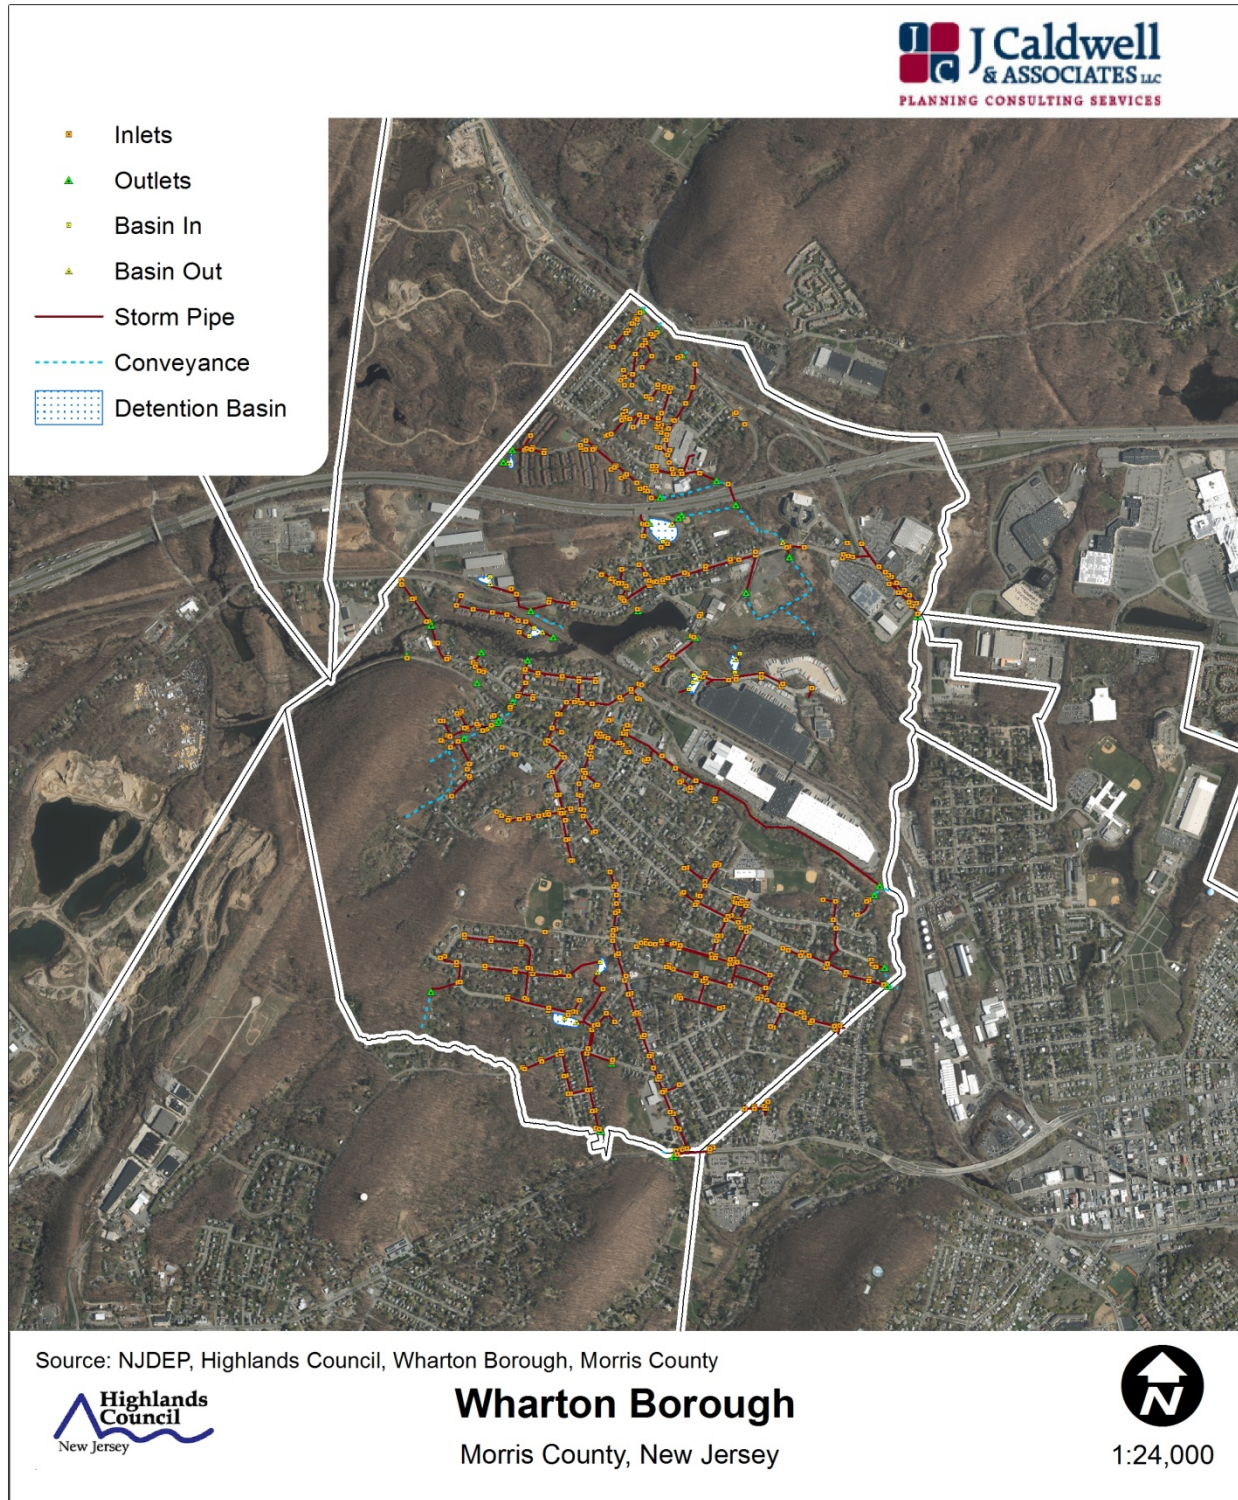 J Caldwell
& ASSOCIATES LLC
PLANNING CONSULTING SERVICES
J
C
Inlets
Outlets
Basin In
Basin Out
Storm Pipe
Conveyance
Detention Basin
Source: NJDEP, Highlands Council, Wharton Borough, Morris County
Highlands
Council
New Jersey
Wharton Borough
Morris County, New Jersey
N
1:24,000